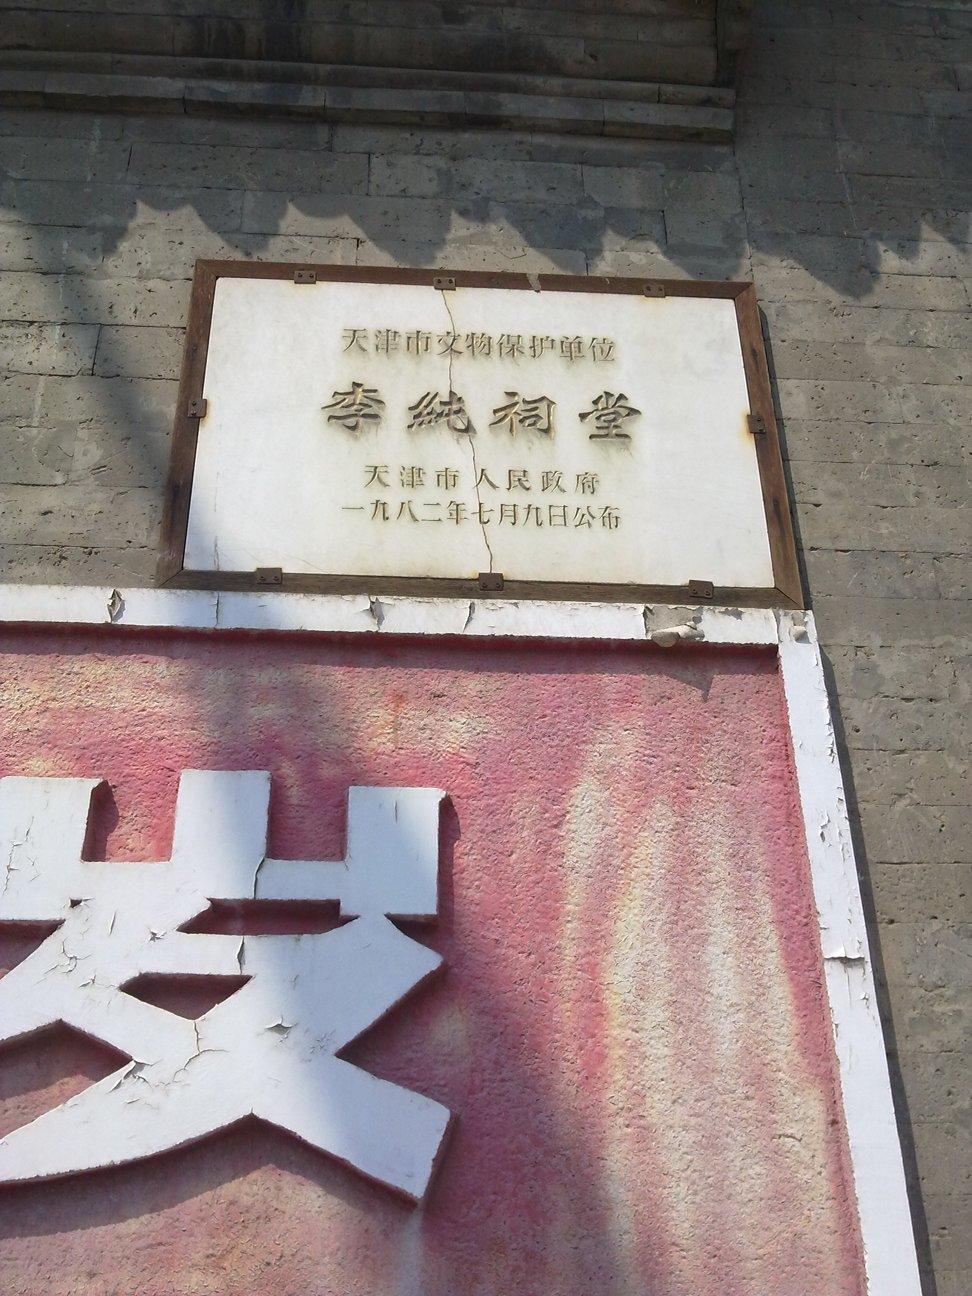 天津市文物保护单位
李純祠堂
天津市人民政府
一九八二年七月九日公布